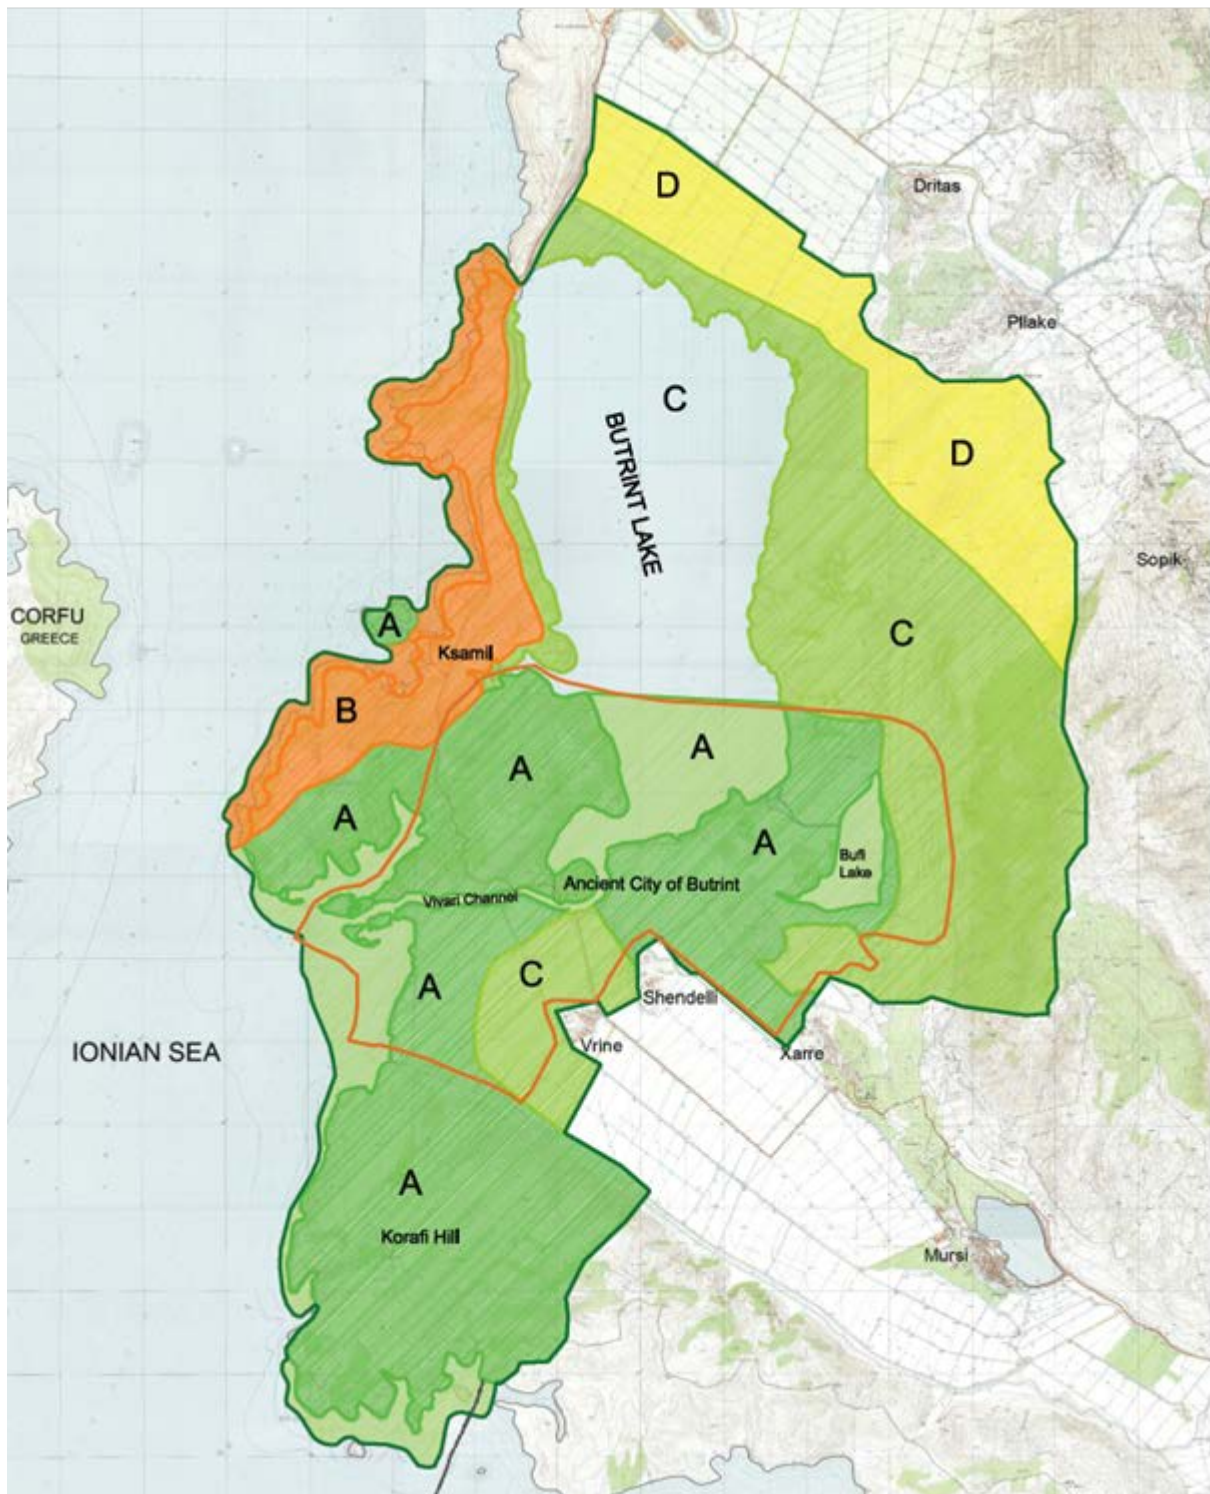 D
Dritas
Pllake
C
BUTRINT LAKE
D
Sopik
CORFU
GREECE
A
Ksamil
C
B
A
A
A
A
Bufi
Lake
Ancient City of Butrint
Vivari Channel
C
A
Shendelli
Vrine
Xarre
IONIAN SEA
A
Korafi Hill
Mursi